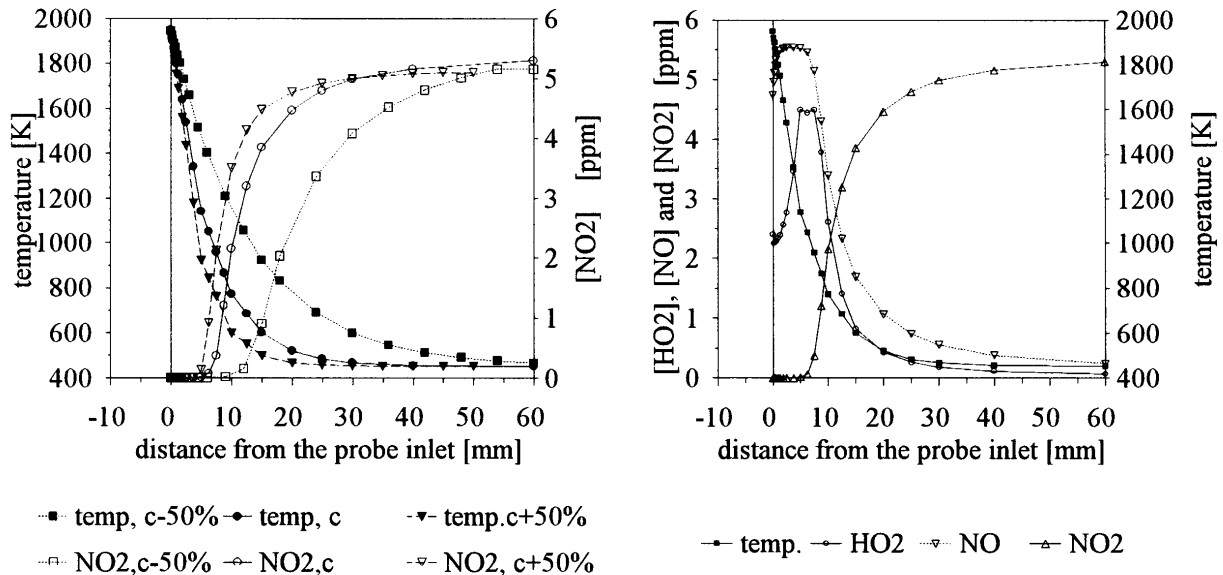 2000
1800
1600
1400
1200
1000
800
600
400
temperature [K]
6
5
4
3
2
1
0
[NO2] [ppm]
-10 0 10 20 30 40 50 60
distance from the probe inlet [mm]
temp, c-50% temp, c temp.c+50%
NO2,c-50% NO2,c NO2, c+50%
6
5
4
3
2
1
0
[HO2], [NO] and [NO2] [ppm]
2000
1800
1600
1400
1200
1000
800
600
400
temperature [K]
-10 0 10 20 30 40 50 60
distance from the probe inlet [mm]
temp. HO2 NO NO2